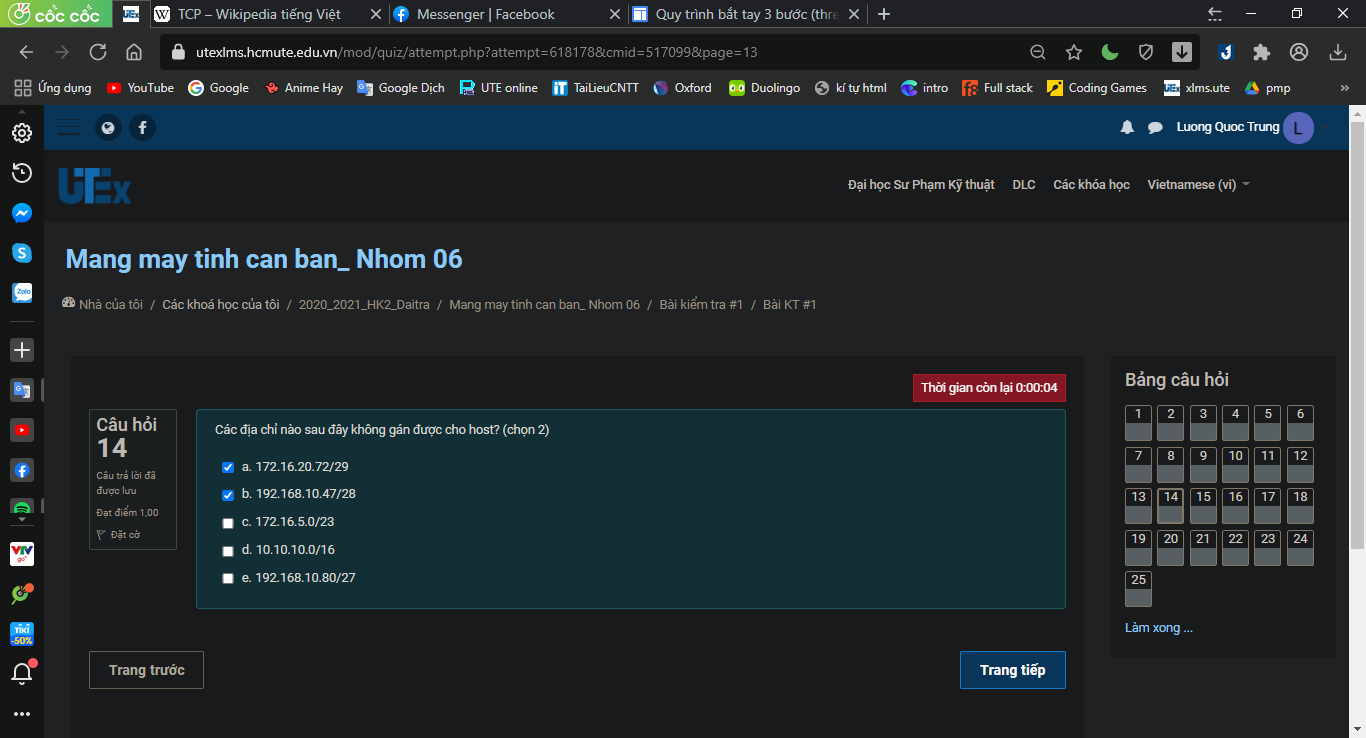 cốc cốc
UTEx
W TCP – Wikipedia tiếng Việt
Messenger | Facebook
Quy trình bắt tay 3 bước (thre
utexlms.hcmute.edu.vn/mod/quiz/attempt.php?attempt=618178&cmid=517099&page=13
Ứng dụng YouTube Google Anime Hay Google Dịch UTE online TaiLieuCNTT Oxford Duolingo kí tự html intro Full stack Coding Games xlms.ute pmp »
Luong Quoc Trung L
UTEx
Đại học Sư Phạm Kỹ thuật DLC Các khóa học Vietnamese (vi)
Mang may tinh can ban_ Nhom 06
Nhà của tôi / Các khoá học của tôi / 2020_2021_HK2_Daitra / Mang may tinh can ban_ Nhom 06 / Bài kiểm tra #1 / Bài KT #1
Thời gian còn lại 0:00:04
Câu hỏi
14
Câu trả lời đã
được lưu
Đạt điểm 1,00
Đặt cờ
Các địa chỉ nào sau đây không gán được cho host? (chọn 2)
a. 172.16.20.72/29
b. 192.168.10.47/28
c. 172.16.5.0/23
d. 10.10.10.0/16
e. 192.168.10.80/27
Trang trước
Trang tiếp
Bảng câu hỏi
1 2 3 4 5 6
7 8 9 10 11 12
13 14 15 16 17 18
19 20 21 22 23 24
25
Làm xong ...
Zalo
VTV
go
TIKI
-50%